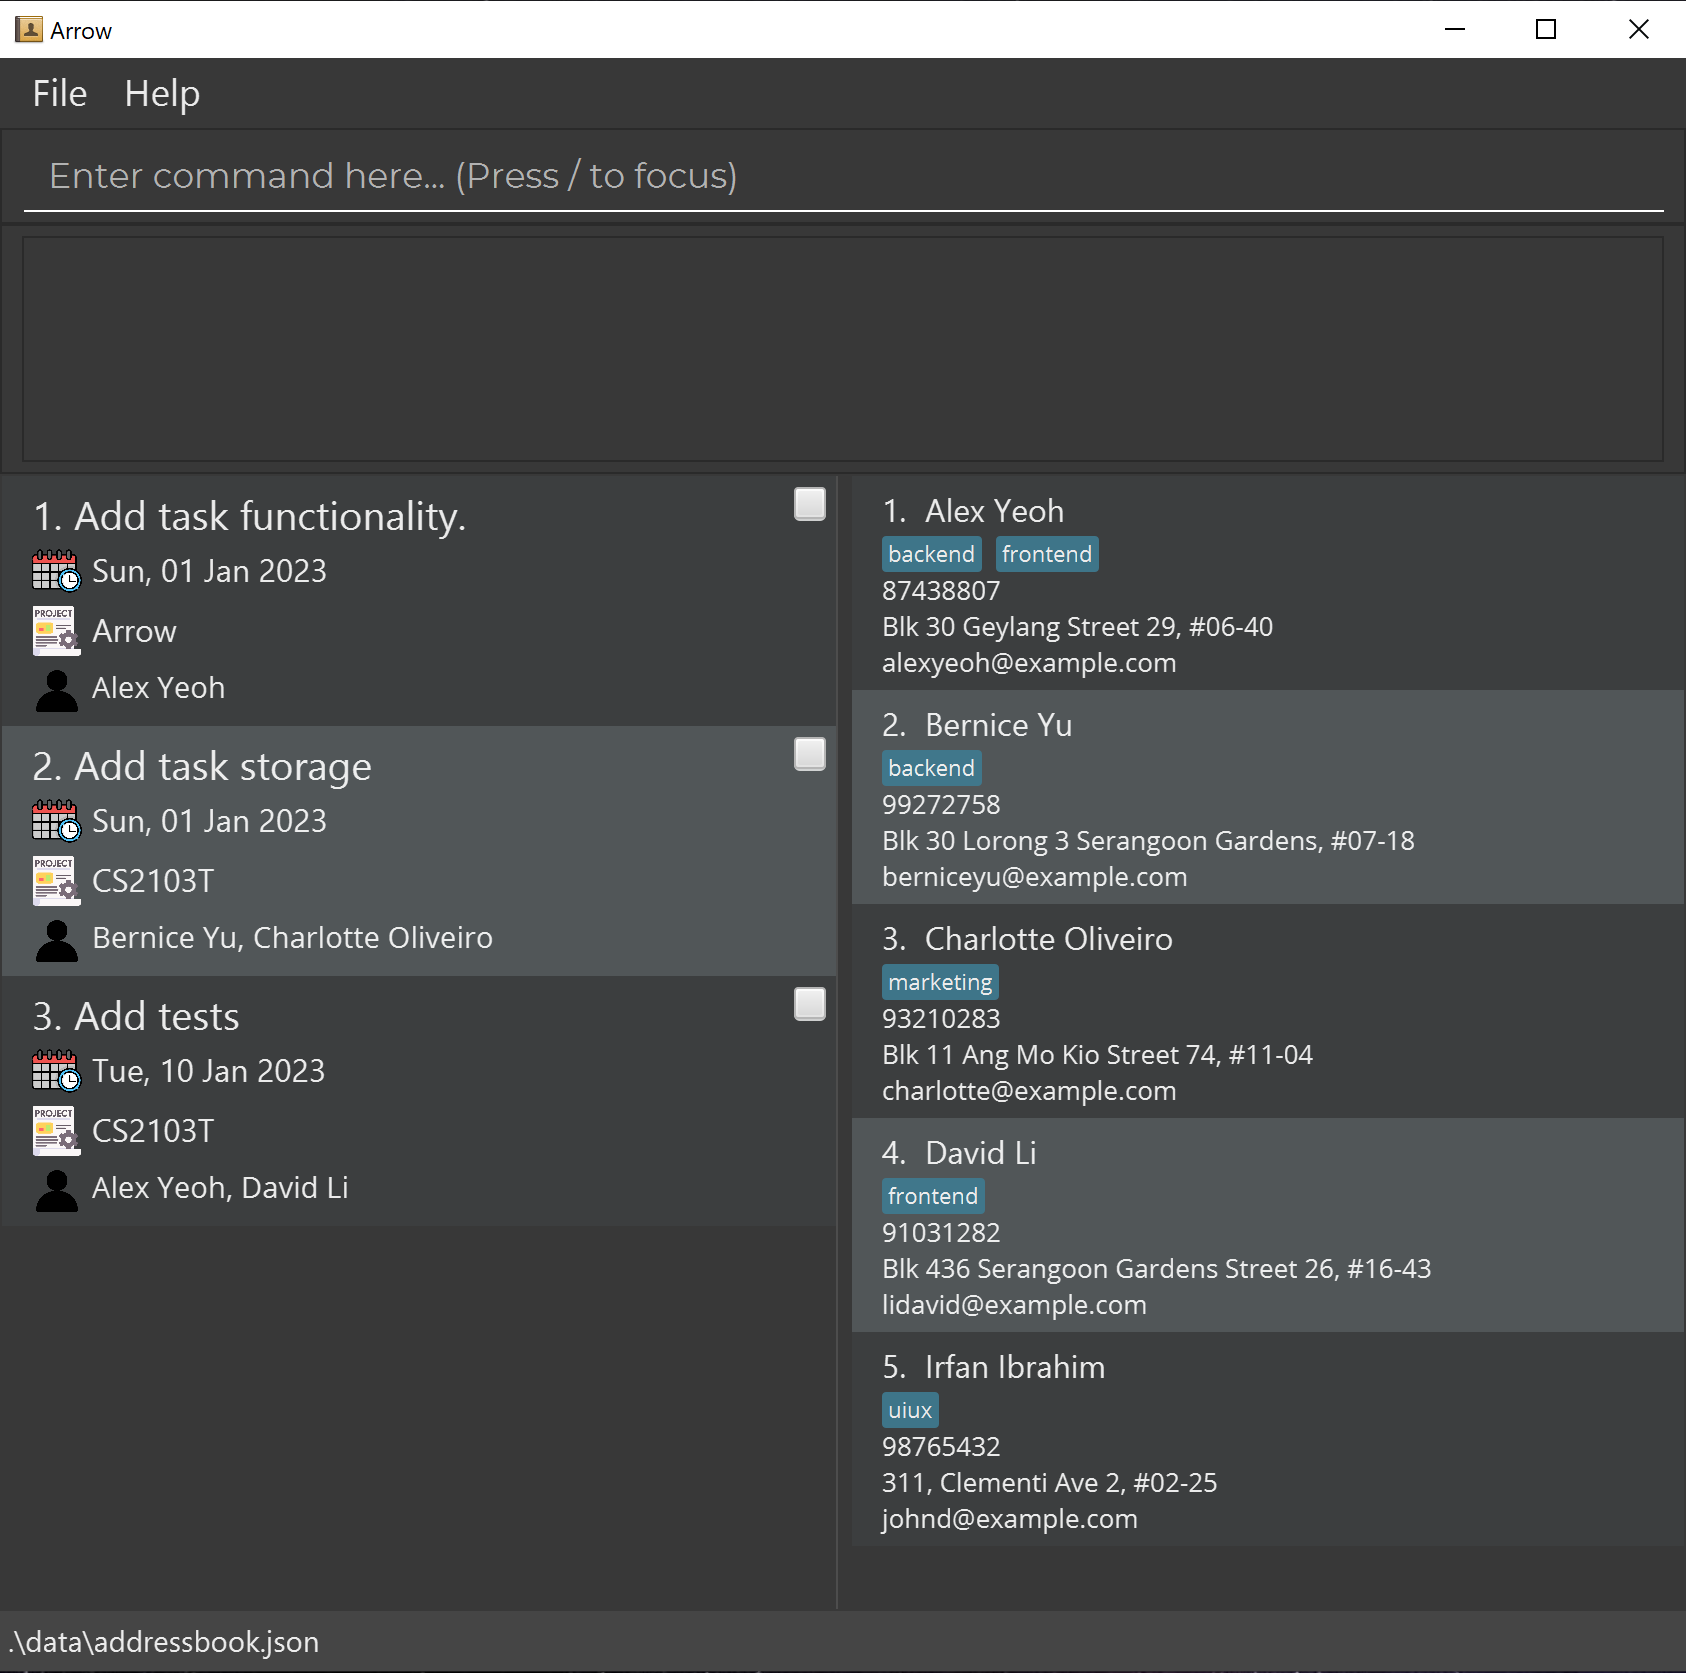 Arrow
File Help
Enter command here... (Press / to focus)
1. Add task functionality.
Sun, 01 Jan 2023
PROJECT
Arrow
Alex Yeoh
2. Add task storage
Sun, 01 Jan 2023
PROJECT
CS2103T
Bernice Yu, Charlotte Oliveiro
3. Add tests
Tue, 10 Jan 2023
PROJECT
CS2103T
Alex Yeoh, David Li
1. Alex Yeoh
backend frontend
87438807
Blk 30 Geylang Street 29, #06-40
alexyeoh@example.com
2. Bernice Yu
backend
99272758
Blk 30 Lorong 3 Serangoon Gardens, #07-18
berniceyu@example.com
3. Charlotte Oliveiro
marketing
93210283
Blk 11 Ang Mo Kio Street 74, #11-04
charlotte@example.com
4. David Li
frontend
91031282
Blk 436 Serangoon Gardens Street 26, #16-43
lidavid@example.com
5. Irfan Ibrahim
uiux
98765432
311, Clementi Ave 2, #02-25
johnd@example.com
.\data\addressbook.json